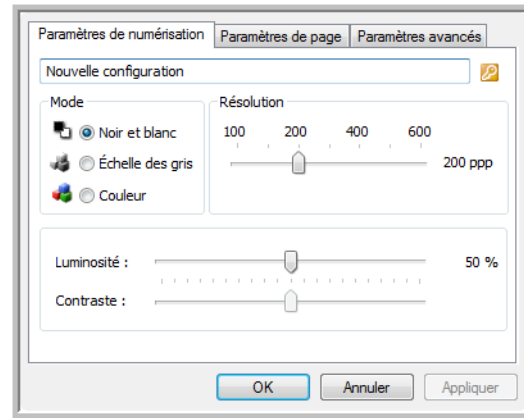 Paramètres de numérisation Paramètres de page Paramètres avancés
Nouvelle configuration
Mode
Noir et blanc
Échelle des gris
Couleur
Résolution
100 200 400 600
200 ppp
Luminosité : 50 %
Contraste :
OK Annuler Appliquer